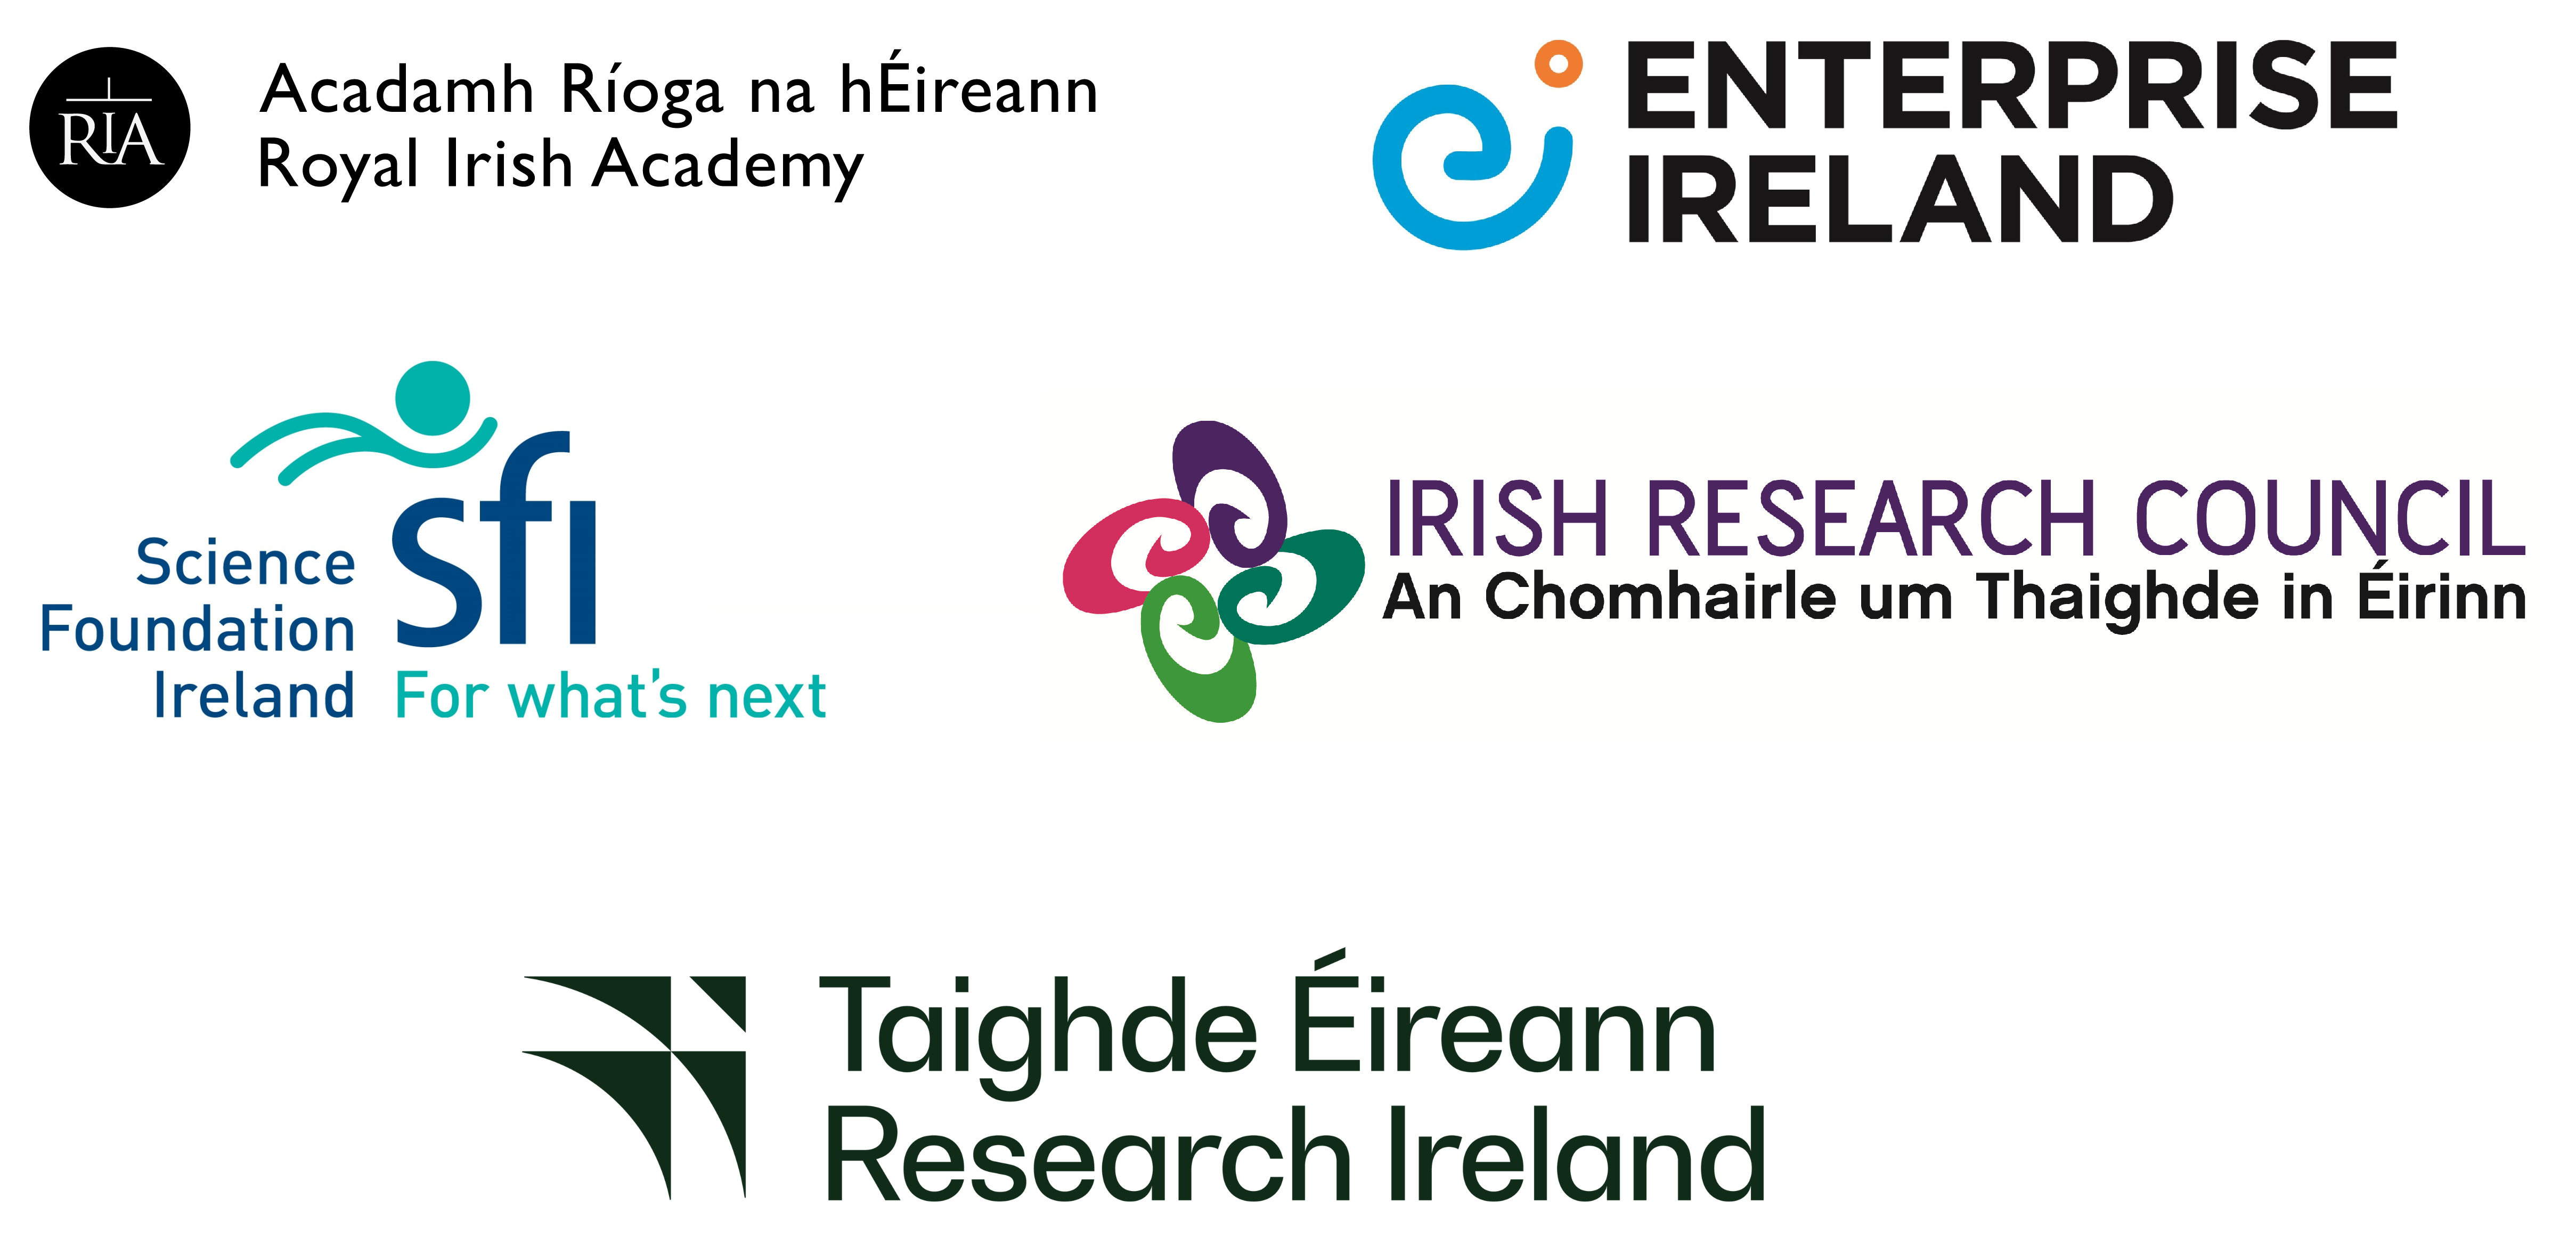 RIA
Acadamh Ríoga na hÉireann
Royal Irish Academy
ENTERPRISE
IRELAND
sfi
Science
Foundation
Ireland
For what's next
IRISH RESEARCH COUNCIL
An Chomhairle um Thaighde in Éirinn
Taighde Éireann
Research Ireland